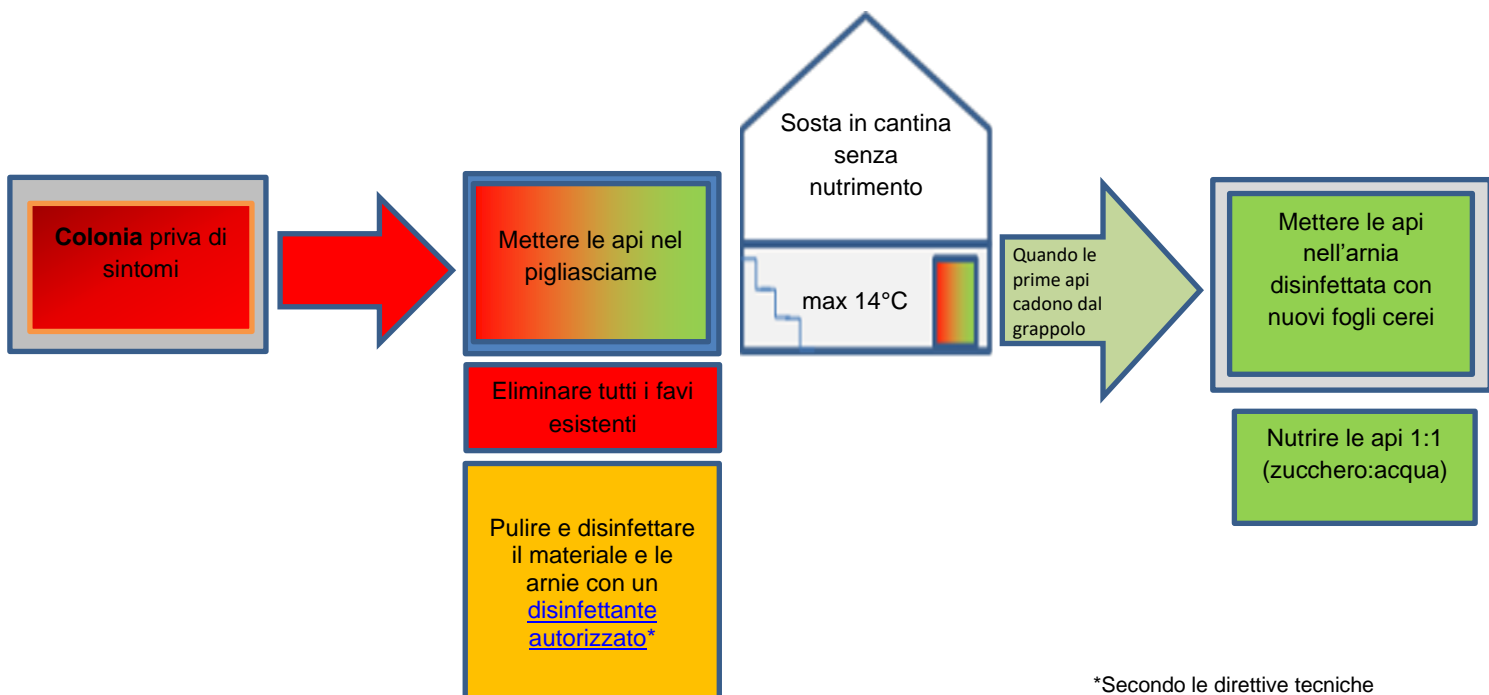 Colonia priva di
sintomi
Mettere le api nel
pigliasciame
Eliminare tutti i favi
esistenti
Pulire e disinfettare
il materiale e le
arnie con un
disinfettante
autorizzato*
Sosta in cantina
senza
nutrimento
max 14°C
Quando le
prime api
cadono dal
grappolo
Mettere le api
nell’arnia
disinfettata con
nuovi fogli cerei
Nutrire le api 1:1
(zucchero:acqua)
*Secondo le direttive tecniche